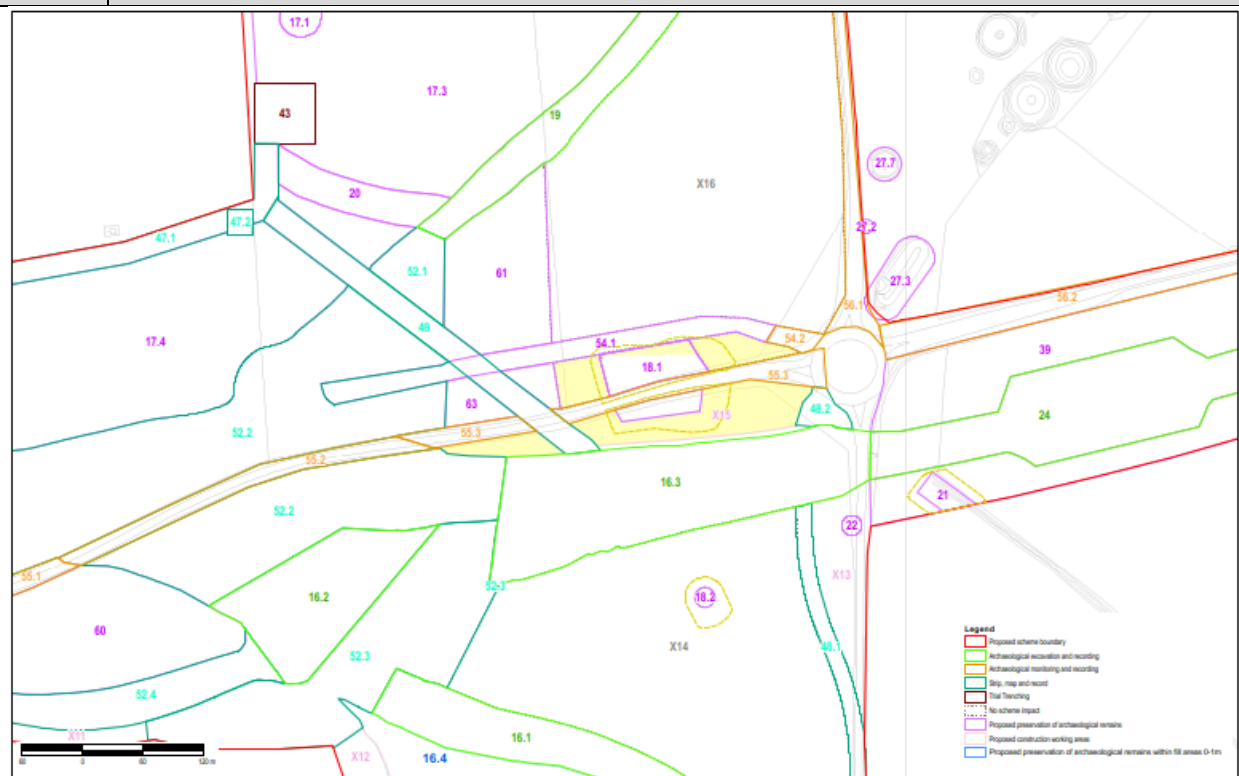 17.1
17.3
43
19
27.7
X16
20
47.2
27.2
47.1
52.1
61
27.3
56.1
56.2
49
17.4
54.1
54.2
39
18.1
55.3
63
X15
48.2
24
52.2
55.3
55.2
16.3
21
52.2
22
55.1
X13
52.3
16.2
18.2
60
X14
48.1
52.3
52.4
X11
16.1
X12
16.4
60 0 60 120 m
Legend
Proposed scheme boundary
Archaeological excavation and recording
Archaeological monitoring and recording
Strip, map and record
Trial Trenching
No scheme impact
Proposed preservation of archaeological remains
Proposed construction working areas
Proposed preservation of archaeological remains within fill areas 0-1m